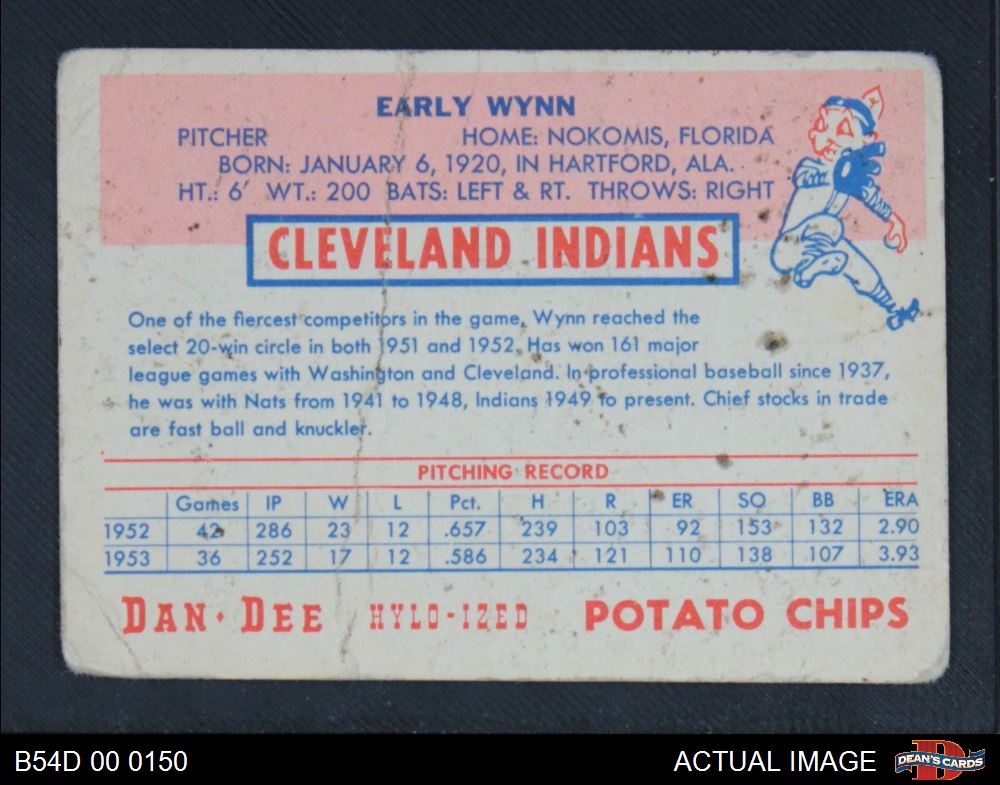 EARLY WYNN
PITCHER HOME: NOKOMIS, FLORIDA
BORN: JANUARY 6, 1920, IN HARTFORD, ALA.
HT.: 6' WT.: 200 BATS: LEFT & RT. THROWS: RIGHT
CLEVELAND INDIANS
One of the fiercest competitors in the game, Wynn reached the
select 20-win circle in both 1951 and 1952. Has won 161 major
league games with Washington and Cleveland. In professional baseball since 1937,
he was with Nats from 1941 to 1948, Indians 1949 to present. Chief stocks in trade
are fast ball and knuckler.
PITCHING RECORD
Games IP W L Pct. H R ER SO BB ERA
1952 42 286 23 12 .657 239 103 92 153 132 2.90
1953 36 252 17 12 .586 234 121 110 138 107 3.93
DAN·DEE HYLO-IZED POTATO CHIPS
B54D 00 0150 ACTUAL IMAGE DEAN'S CARDS